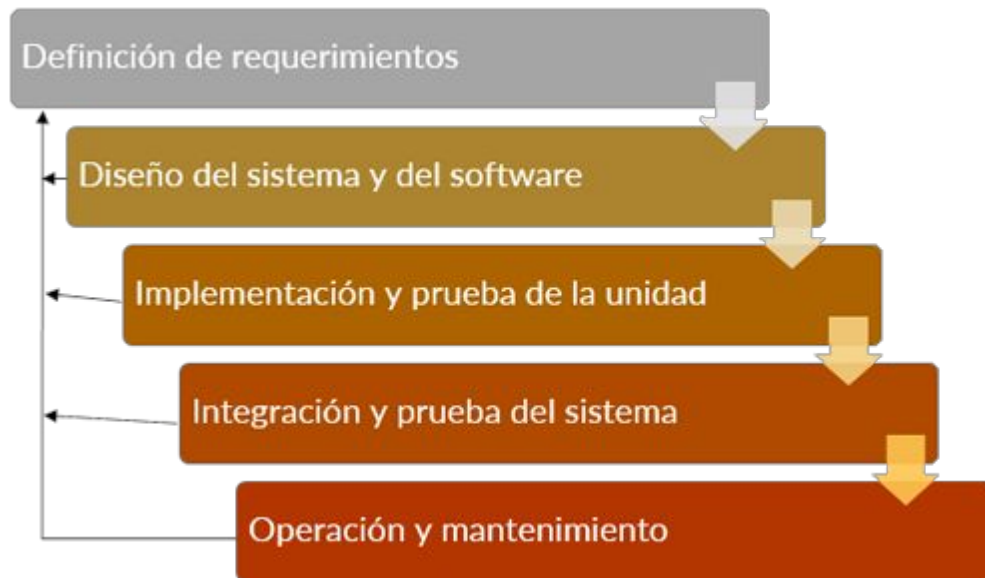 Definición de requerimientos
Diseño del sistema y del software
Implementación y prueba de la unidad
Integración y prueba del sistema
Operación y mantenimiento